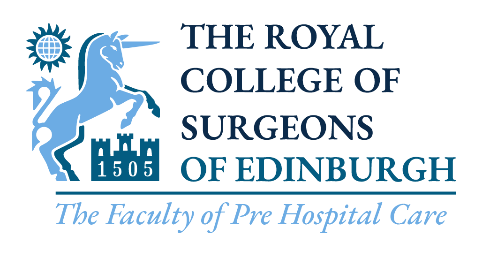 THE ROYAL
COLLEGE OF
SURGEONS
OF EDINBURGH
1505
The Faculty of Pre Hospital Care